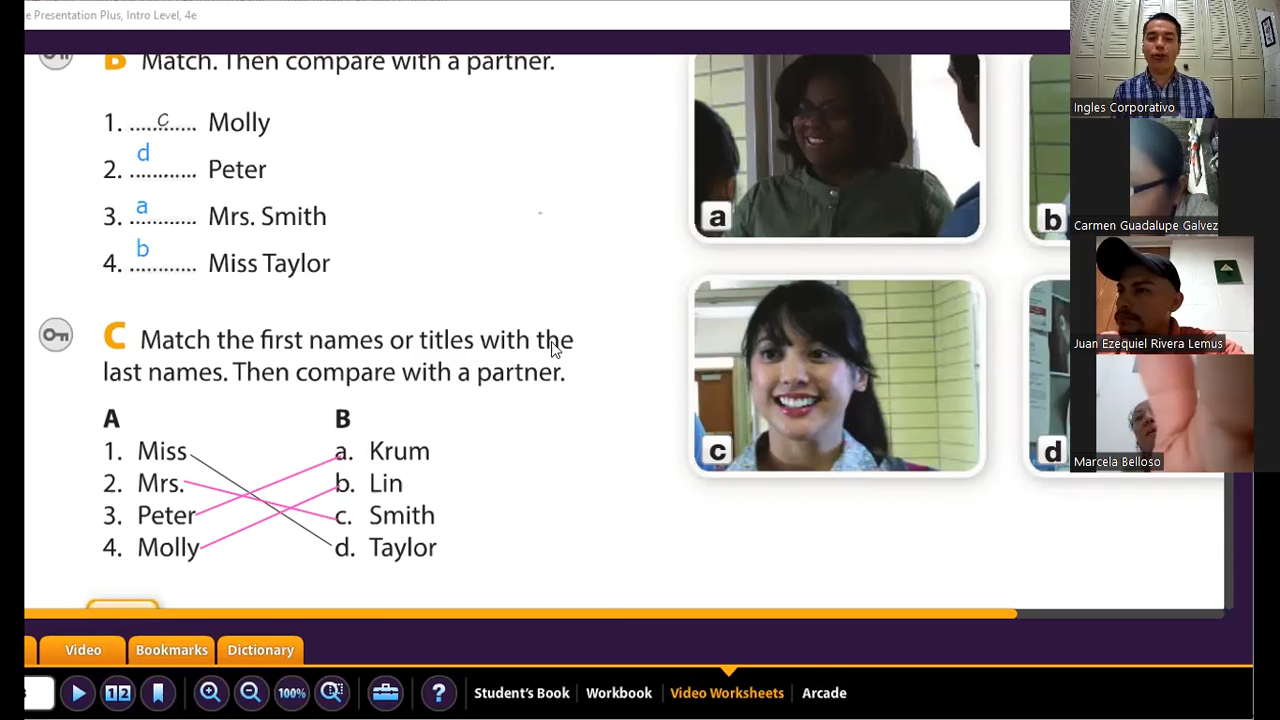 e Presentation Plus, Intro Level, 4e
B Match. Then compare with a partner.
1. ....c.... Molly
2. ....d.... Peter
3. ....a.... Mrs. Smith
4. ....b.... Miss Taylor
C Match the first names or titles with the
last names. Then compare with a partner.
A B
1. Miss a. Krum
2. Mrs. b. Lin
3. Peter c. Smith
4. Molly d. Taylor
a
b
c
d
Ingles Corporativo
Carmen Guadalupe Galvez
Juan Ezequiel Rivera Lemus
Marcela Belloso
Video Bookmarks Dictionary
1 2 100% ? Student's Book Workbook Video Worksheets Arcade